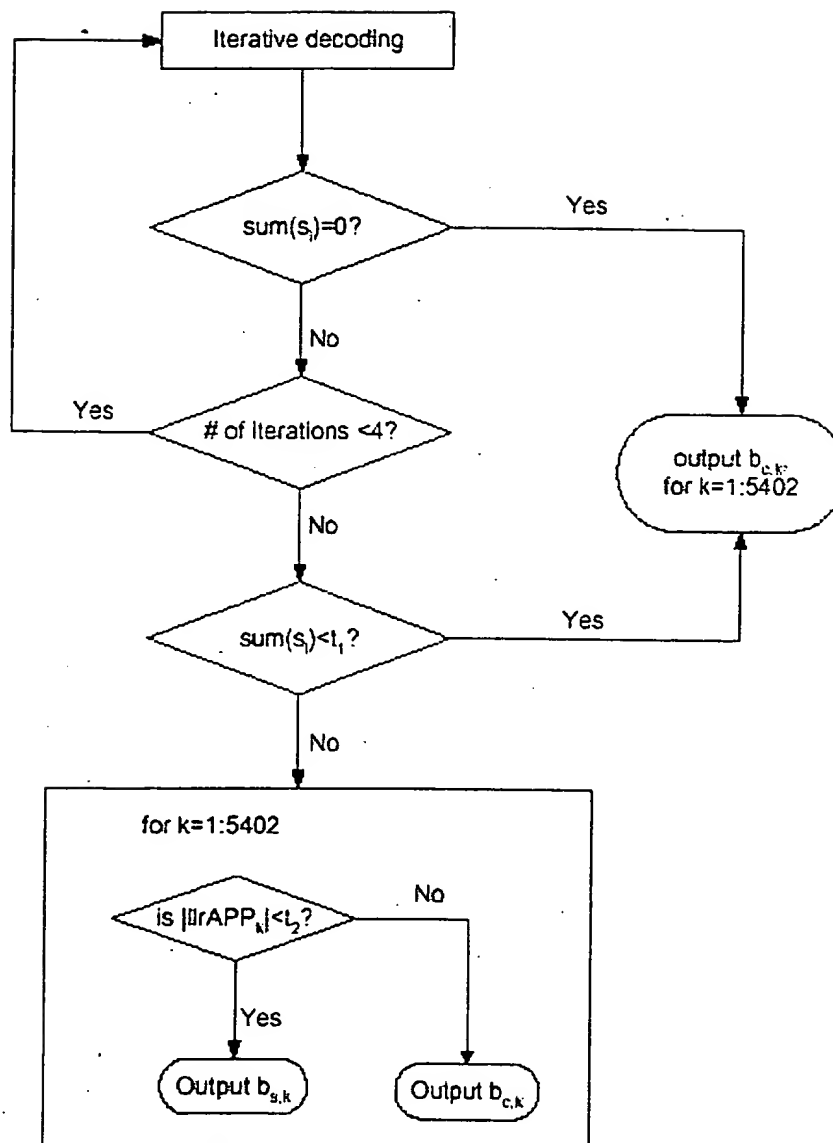 Iterative decoding
sum(s_i)=0?
Yes
No
Yes
# of iterations <4?
output b_c,k,
for k=1:5402
No
sum(s_i)<t_1?
Yes
No
for k=1:5402
is |llrAPP_k|<t_2?
No
Yes
Output b_s,k
Output b_c,k